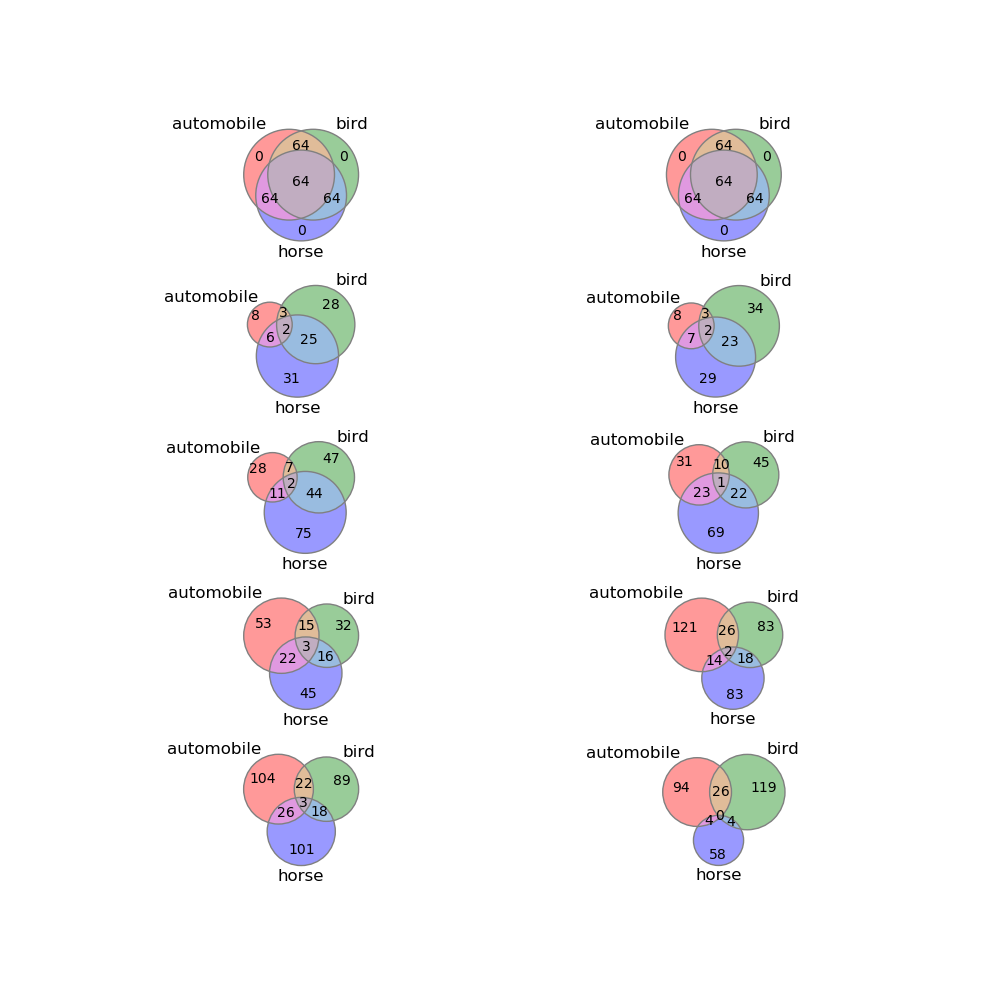 automobile bird automobile bird
64 64
0 0 0 0
64 64
64 64 64 64
0 0
horse horse
bird bird
automobile automobile
28 34
8 3 8 3
2 2
6 25 7 23
31 29
horse horse
bird bird
automobile automobile
47 45
28 7 31 10
2 1
11 44 23 22
75 69
horse horse
automobile bird automobile bird
53 15 32 121 26 83
3 2
22 16 14 18
45 83
horse horse
automobile bird automobile bird
104 22 89 94 26 119
3 0
26 18 4 4
101 58
horse horse